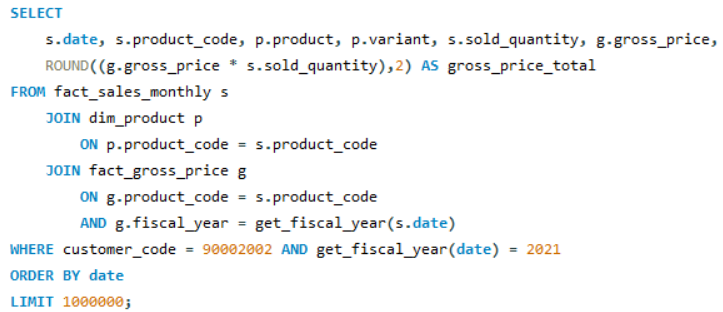 SELECT
s.date, s.product_code, p.product, p.variant, s.sold_quantity, g.gross_price,
ROUND((g.gross_price * s.sold_quantity),2) AS gross_price_total
FROM fact_sales_monthly s
JOIN dim_product p
ON p.product_code = s.product_code
JOIN fact_gross_price g
ON g.product_code = s.product_code
AND g.fiscal_year = get_fiscal_year(s.date)
WHERE customer_code = 90002002 AND get_fiscal_year(date) = 2021
ORDER BY date
LIMIT 1000000;